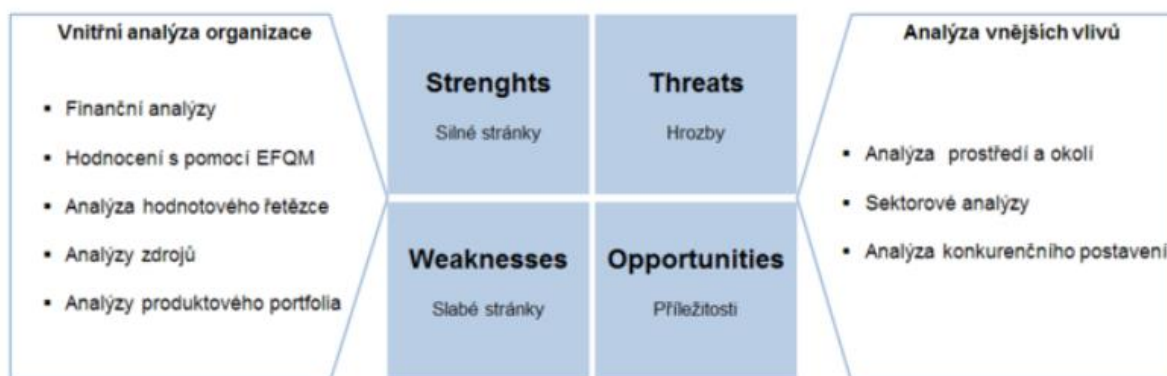 Vnitřní analýza organizace
▪ Finanční analýzy
▪ Hodnocení s pomocí EFQM
▪ Analýza hodnotového řetězce
▪ Analýzy zdrojů
▪ Analýzy produktového portfolia
Strenghts
Silné stránky
Threats
Hrozby
Weaknesses
Slabé stránky
Opportunities
Příležitosti
Analýza vnějších vlivů
▪ Analýza prostředí a okolí
▪ Sektorové analýzy
▪ Analýza konkurenčního postavení